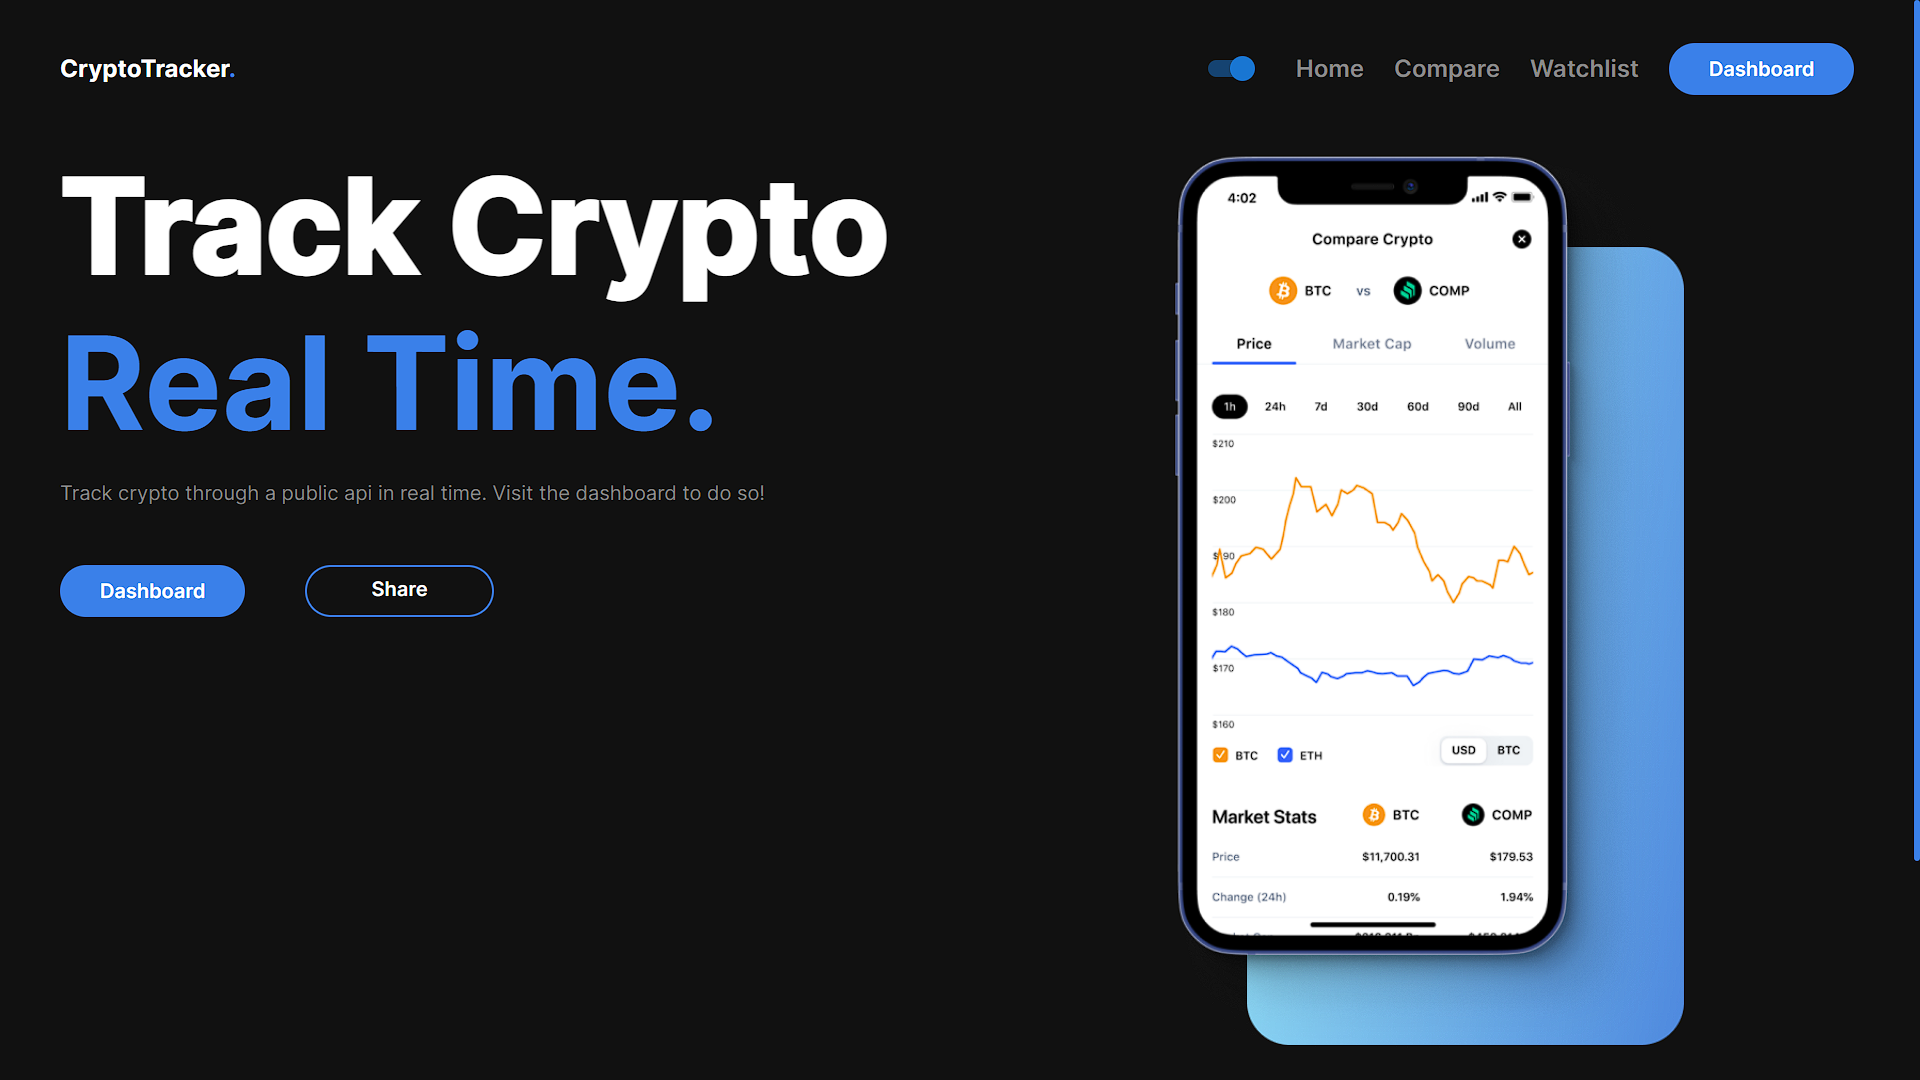 CryptoTracker.
Home Compare Watchlist Dashboard
Track Crypto
Real Time.
Track crypto through a public api in real time. Visit the dashboard to do so!
Dashboard Share
4:02
Compare Crypto
BTC vs COMP
Price Market Cap Volume
1h 24h 7d 30d 60d 90d All
$210
$200
$190
$180
$170
$160
BTC ETH USD BTC
Market Stats BTC COMP
Price $11,700.31 $179.53
Change (24h) 0.19% 1.94%